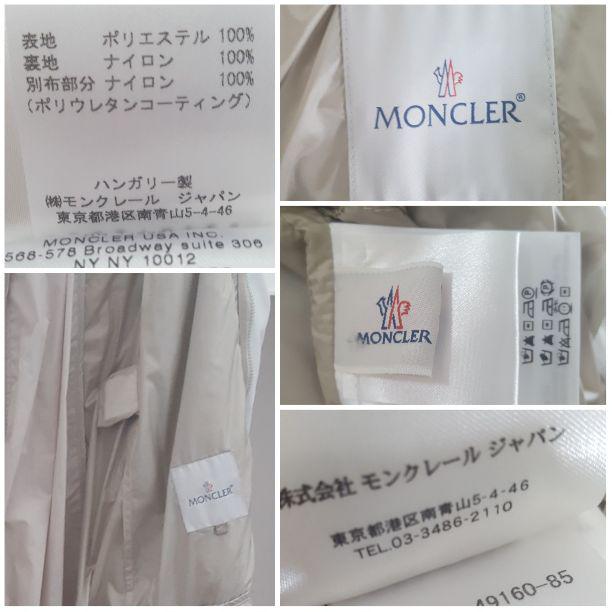 表地 ポリエステル 100%
裏地 ナイロン 100%
別布部分 ナイロン 100%
(ポリウレタンコーティング)
ハンガリー製
㈱モンクレール ジャパン
東京都港区南青山5-4-46
MONCLER USA INC.
568-578 Broadway suite 306
NY NY 10012
MONCLER®
MONCLER
MONCLER
株式会社 モンクレール ジャパン
東京都港区南青山5-4-46
TEL.03-3486-2110
49160-85